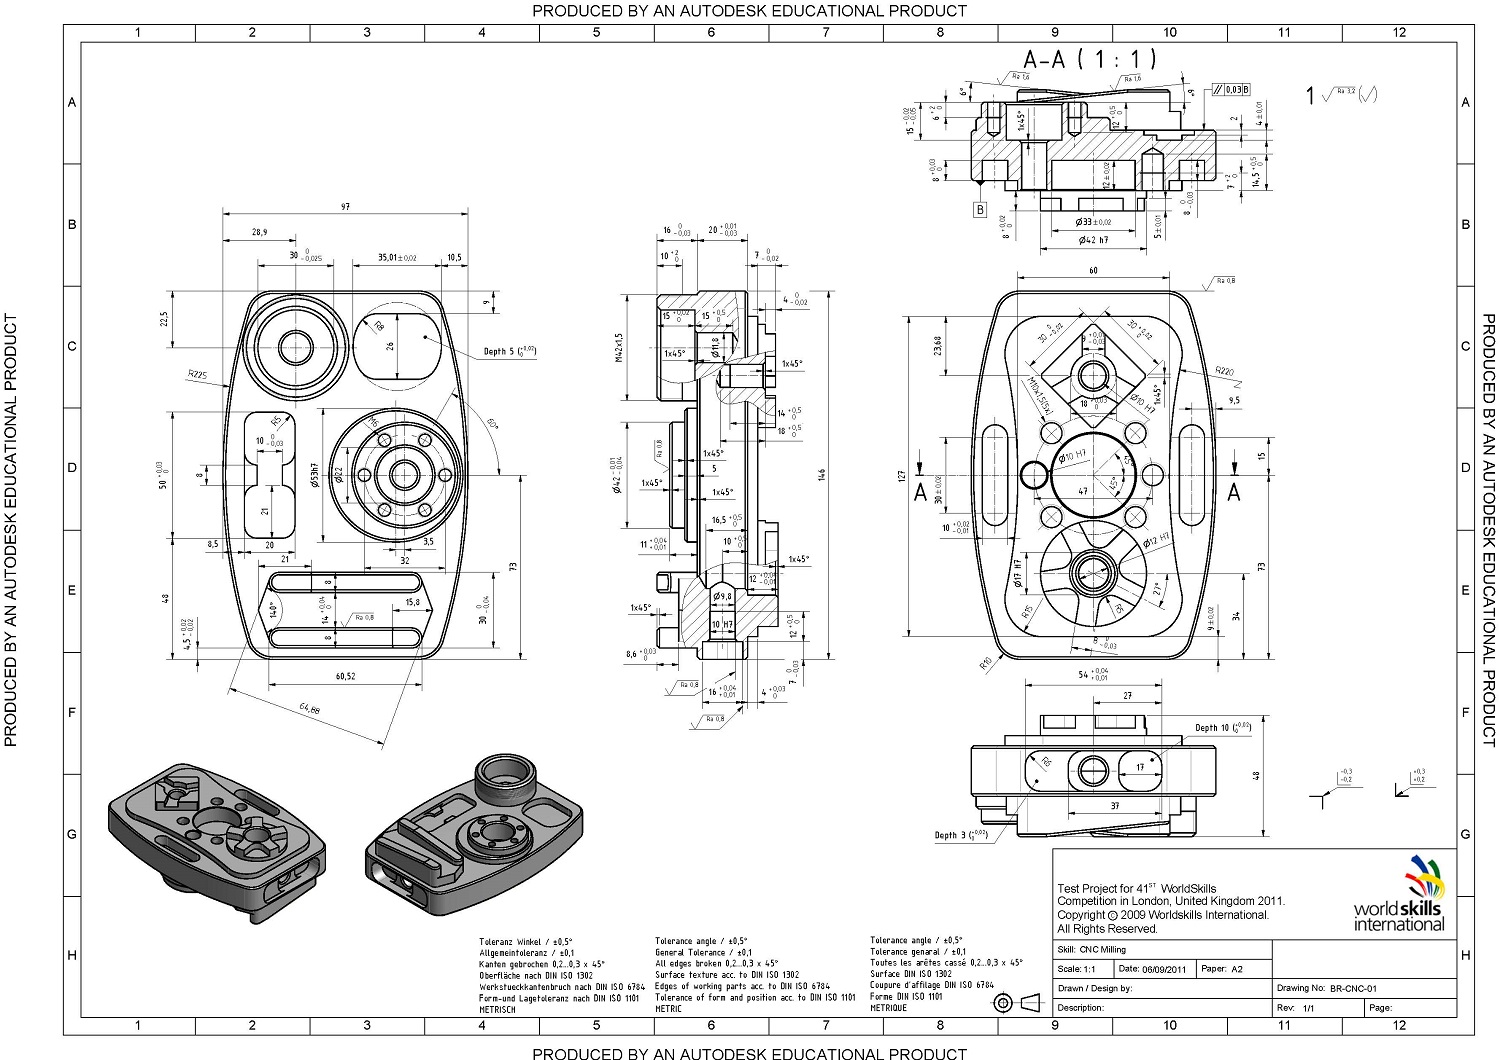 PRODUCED BY AN AUTODESK EDUCATIONAL PRODUCT
1 2 3 4 5 6 7 8 9 10 11 12
A
B
C
D
E
F
G
H
PRODUCED BY AN AUTODESK EDUCATIONAL PRODUCT
PRODUCED BY AN AUTODESK EDUCATIONAL PRODUCT
97
28,9
30 0 -0,025
35,01±0,02
10,5
22,5
9
R8
26
Depth 5 (+0,02 0)
R225
R5
10 0 -0,03
8
50 +0,03 0
21
M6
60°
Ø53h7
Ø22
8,5
20
21
3,5
32
73
48
8
140°
14 +0,04 +0,01
15,8
Ra 0,8
8
30 0 -0,04
4,5 +0,02 -0,02
60,52
64,88
16 0 -0,03
20 +0,01 -0,03
10 +2 0
7 0 -0,02
4 0 -0,02
15 +0,02 0
15 +0,5 0
M42x1,5
Ø11,8
1x45°
1x45°
14 +0,5 0
18 +0,5 0
Ra 0,8
1x45°
5
Ø42 -0,01 -0,04
1x45°
1x45°
146
16,5 +0,5 0
10 +0,5 0
11 +0,04 +0,01
1x45°
12 +0,04 +0,01
Ø9,8
1x45°
10 H7
12 +0,5 0
8,6 +0,03 0
7 0 -0,03
Ra 0,8
16 +0,04 +0,01
4 +0,03 0
Ra 0,8
A-A ( 1 : 1 )
6°
Ra 1,6
Ra 1,6
6°
// 0,03 B
1 Ra 3,2 (√)
15 -0,02 -0,05
6 +2 0
1x45°
12 +0,5 0
2
4±0,01
8 +0,03 0
12±0,02
7 +2 0
14,5 +0,5 0
B
8 +0,02 0
Ø33±0,02
Ø42 h7
5±0,01
8 0 -0,03
60
Ra 0,8
30 0 -0,02
30 0 -0,02
23,68
R220
M10x1,5(5x)
Ø10 H7
1x45°
9,5
127
Ø10 H7
45°
45°
47
15
A
A
30±0,02
10 +0,02 -0,01
Ø12 H7
Ø17 H7
R15
R5
27°
73
34
9±0,02
8 0 -0,03
R10
54 +0,04 +0,01
27
Depth 10 (+0,02 0)
R6
17
37
48
Depth 3 (+0,02 0)
-0,3
-0,2
+0,3
+0,2
Test Project for 41ST WorldSkills
Competition in London, United Kingdom 2011.
Copyright © 2009 Worldskills International.
All Rights Reserved.
world skills
international
Skill: CNC Milling
Scale: 1:1 Date: 06/09/2011 Paper: A2
Drawn / Design by: Drawing No: BR-CNC-01
Description: Rev: 1/1 Page:
Toleranz Winkel / ±0,5°
Allgemeintoleranz / ±0,1
Kanten gebrochen 0,2...0,3 x 45°
Oberfläche nach DIN ISO 1302
Werkstueckkantenbruch nach DIN ISO 6784
Form-und Lagetoleranz nach DIN ISO 1101
METRISCH
Tolerance angle / ±0,5°
General Tolerance / ±0,1
All edges broken 0,2...0,3 x 45°
Surface texture acc. to DIN ISO 1302
Edges of working parts acc. to DIN ISO 6784
Tolerance of form and position acc. to DIN ISO 1101
METRIC
Tolerance angle / ±0,5°
Tolerance genaral / ±0,1
Toutes les arêtes cassé 0,2...0,3 x 45°
Surface DIN ISO 1302
Coupure d'affilage DIN ISO 6784
Forme DIN ISO 1101
METRIQUE
A
B
C
D
E
F
G
H
1 2 3 4 5 6 7 8 9 10 11 12
PRODUCED BY AN AUTODESK EDUCATIONAL PRODUCT